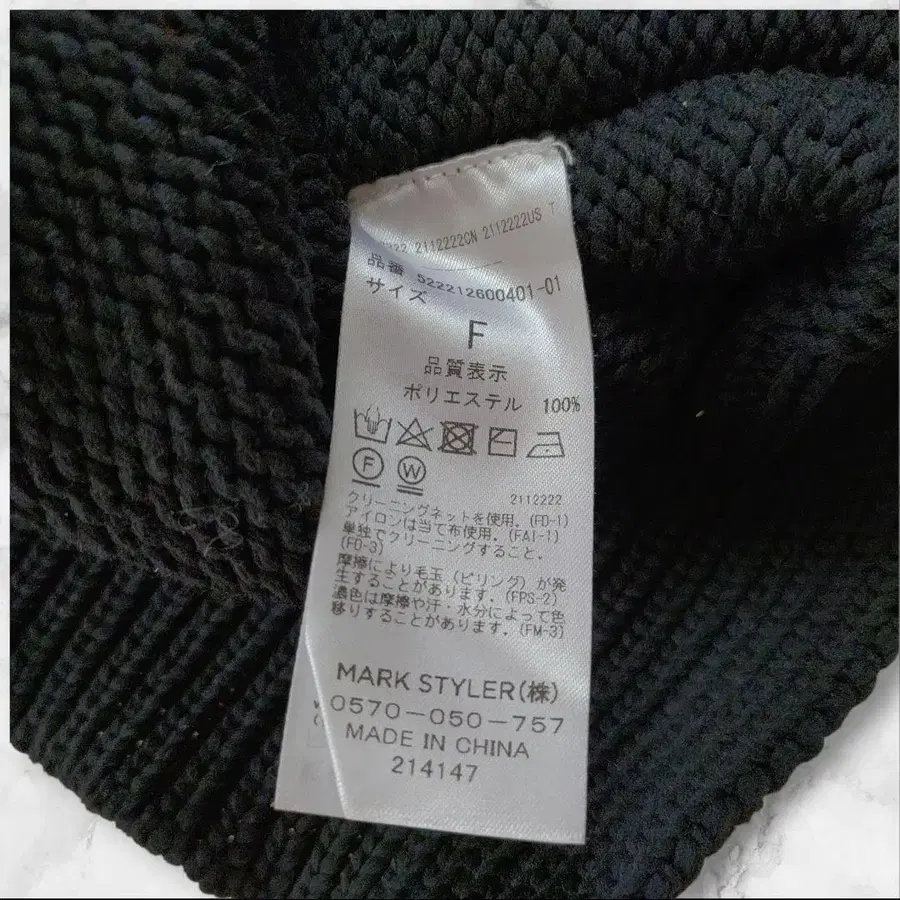 2112222CN 2112222US T
品番 522212600401-01
サイズ
F
品質表示
ポリエステル 100%
F W
2112222
クリーニングネットを使用。(FD-1)
アイロンは当て布使用。(FAI-1)
単独でクリーニングすること。
(FD-3)
摩擦により毛玉（ピリング）が発
生することがあります。(FPS-2)
濃色は摩擦や汗・水分によって色
移りすることがあります。(FM-3)
MARK STYLER(株)
0570-050-757
MADE IN CHINA
214147